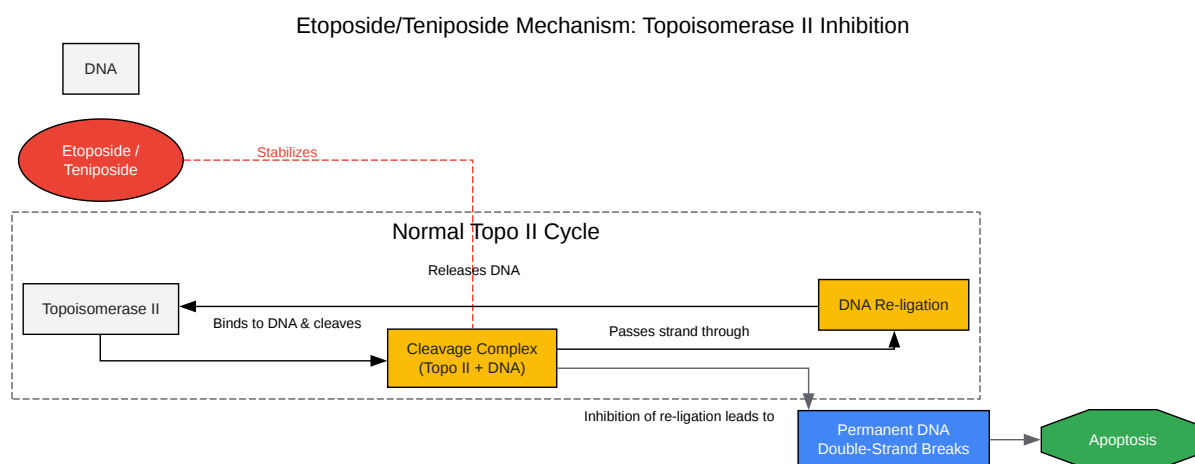 Etoposide/Teniposide Mechanism: Topoisomerase II Inhibition
DNA
Etoposide /
Teniposide
Stabilizes
Normal Topo II Cycle
Releases DNA
Topoisomerase II
DNA Re-ligation
Binds to DNA & cleaves
Passes strand through
Cleavage Complex
(Topo II + DNA)
Inhibition of re-ligation leads to
Permanent DNA
Double-Strand Breaks
Apoptosis